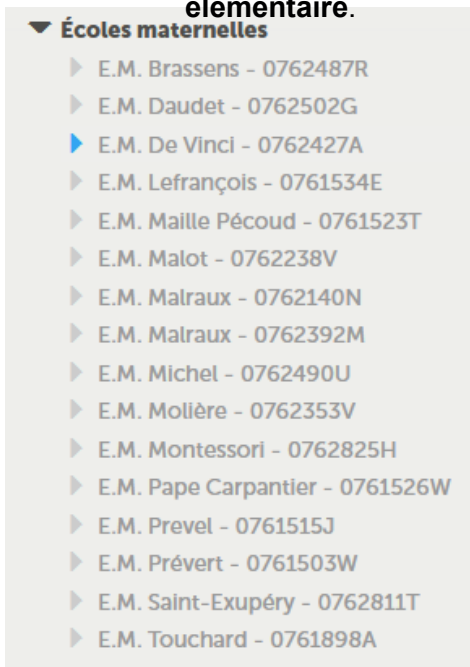 élémentaire.
Écoles maternelles
E.M. Brassens - 0762487R
E.M. Daudet - 0762502G
E.M. De Vinci - 0762427A
E.M. Lefrançois - 0761534E
E.M. Maille Pécoud - 0761523T
E.M. Malot - 0762238V
E.M. Malraux - 0762140N
E.M. Malraux - 0762392M
E.M. Michel - 0762490U
E.M. Molière - 0762353V
E.M. Montessori - 0762825H
E.M. Pape Carpantier - 0761526W
E.M. Prevel - 0761515J
E.M. Prévert - 0761503W
E.M. Saint-Exupéry - 0762811T
E.M. Touchard - 0761898A